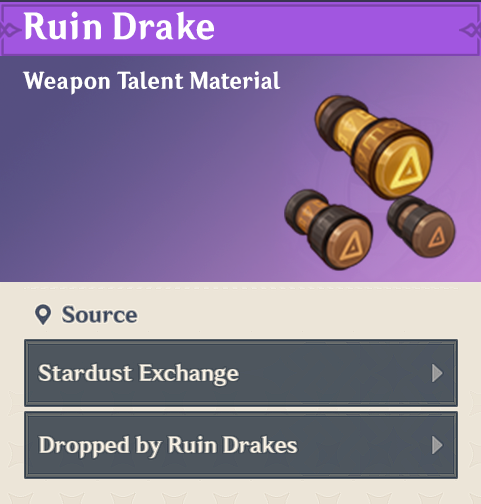 Ruin Drake
Weapon Talent Material
Source
Stardust Exchange
Dropped by Ruin Drakes